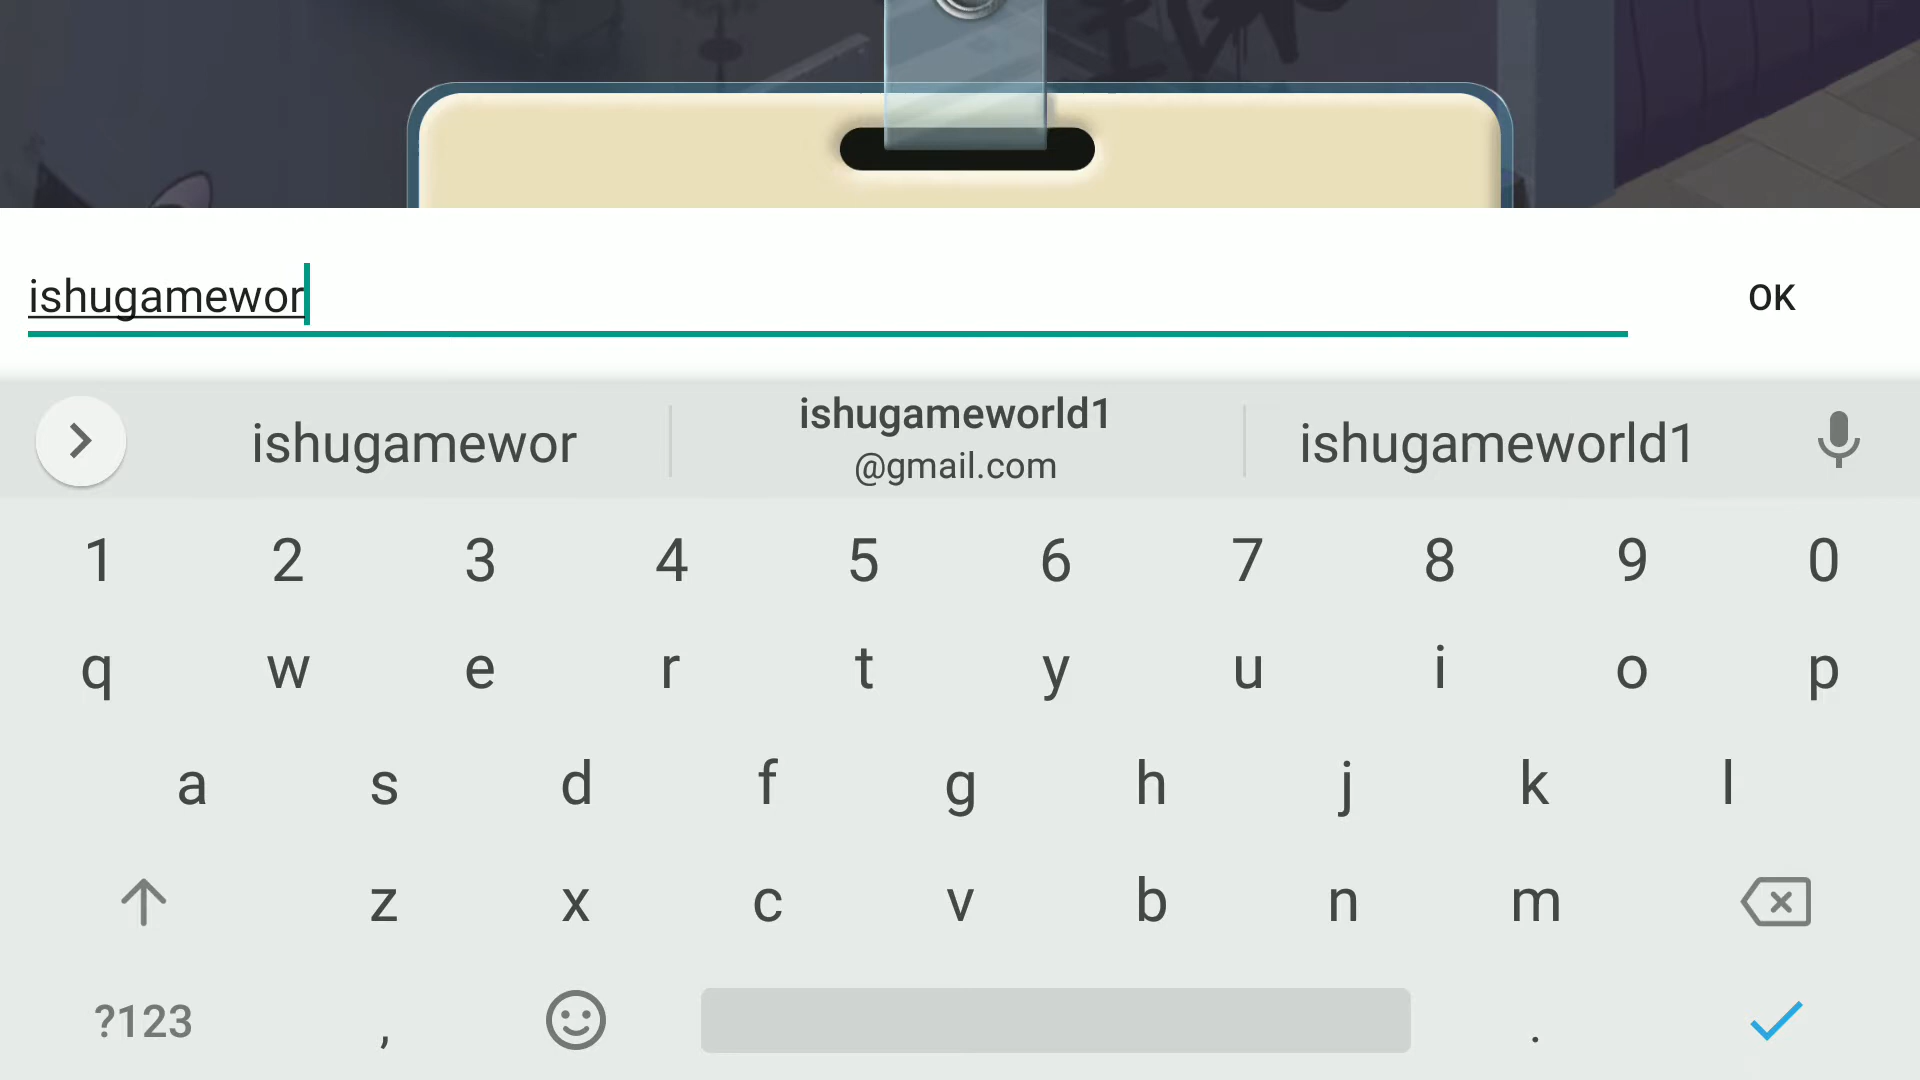 ishugamewor
OK
ishugamewor
ishugameworld1
@gmail.com
ishugameworld1
1 2 3 4 5 6 7 8 9 0
q w e r t y u i o p
a s d f g h j k l
z x c v b n m
?123 , .